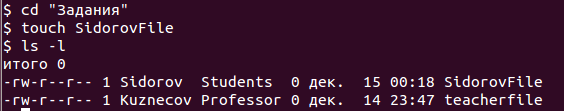 $ cd "Задания"
$ touch SidorovFile
$ ls -l
итого 0
-rw-r--r-- 1 Sidorov  Students  0 дек.  15 00:18 SidorovFile
-rw-r--r-- 1 Kuznecov Professor 0 дек.  14 23:47 teacherfile